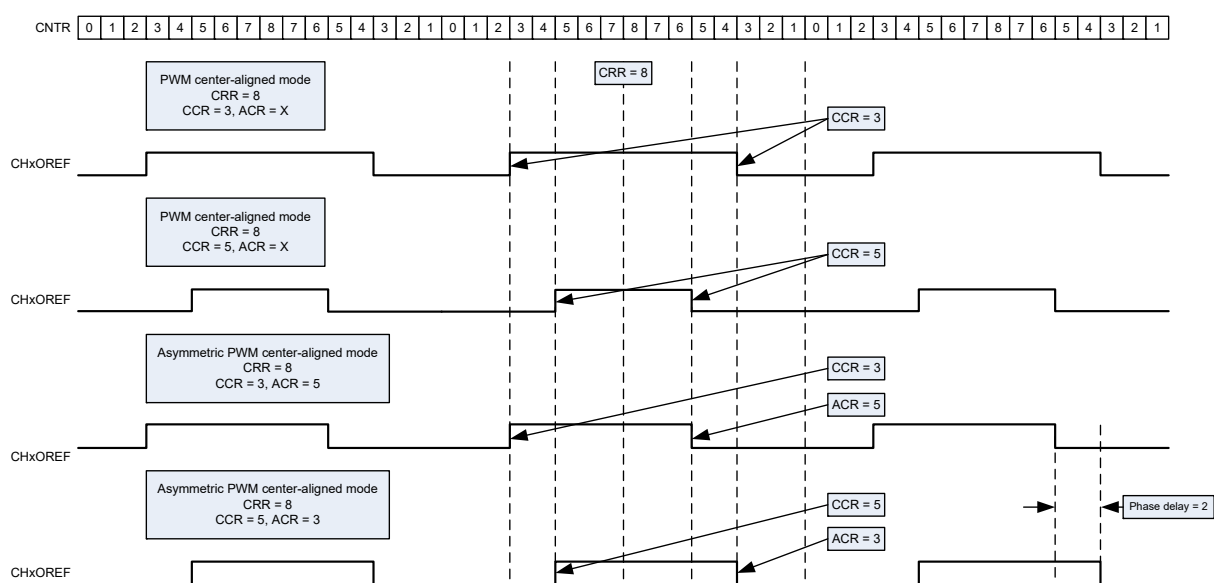 CNTR 0 1 2 3 4 5 6 7 8 7 6 5 4 3 2 1 0 1 2 3 4 5 6 7 8 7 6 5 4 3 2 1 0 1 2 3 4 5 6 7 8 7 6 5 4 3 2 1
PWM center-aligned mode
CRR = 8
CCR = 3, ACR = X
CRR = 8
CCR = 3
CHxOREF
PWM center-aligned mode
CRR = 8
CCR = 5, ACR = X
CCR = 5
CHxOREF
Asymmetric PWM center-aligned mode
CRR = 8
CCR = 3, ACR = 5
CCR = 3
ACR = 5
CHxOREF
Asymmetric PWM center-aligned mode
CRR = 8
CCR = 5, ACR = 3
CCR = 5
ACR = 3
Phase delay = 2
CHxOREF